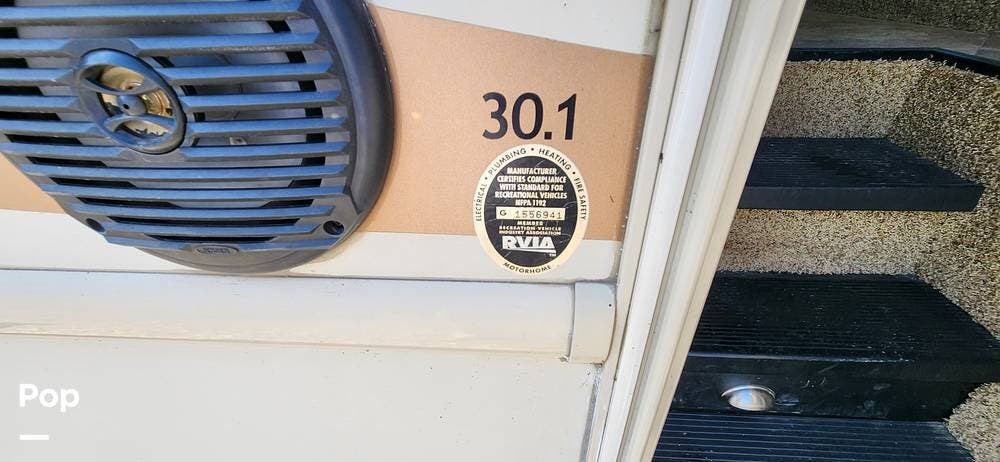 30.1
ELECTRICAL • PLUMBING • HEATING • FIRE SAFETY
MANUFACTURER
CERTIFIES COMPLIANCE
WITH STANDARD FOR
RECREATIONAL VEHICLES
NFPA 1192
G 1556941
MEMBER
RECREATION VEHICLE
INDUSTRY ASSOCIATION
RVIA
TM
MOTORHOME
Pop